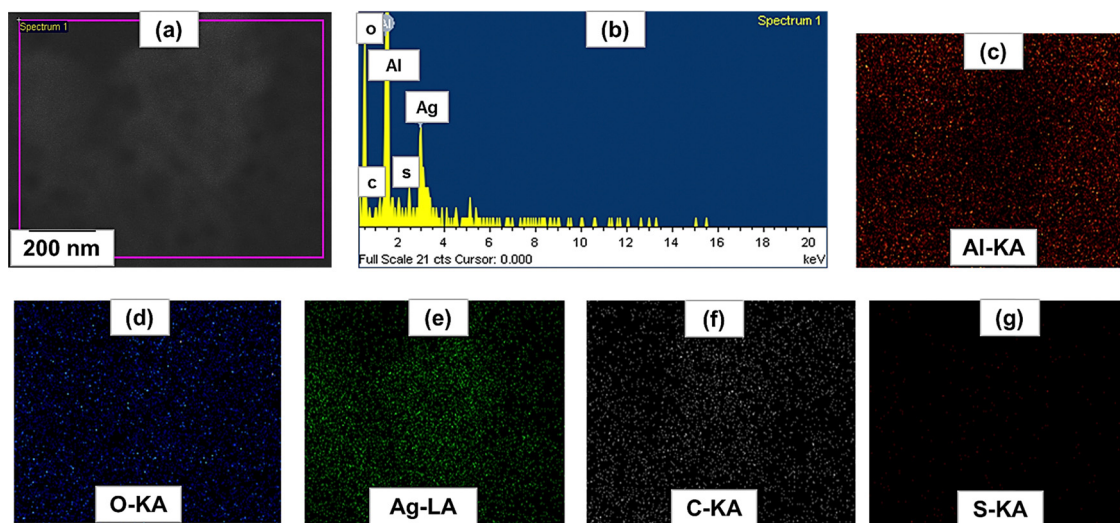 (a)
Spectrum 1
200 nm
(b)
Spectrum 1
o
Al
Al
Ag
c
s
2 4 6 8 10 12 14 16 18 20
Full Scale 21 cts Cursor: 0.000 keV
(c)
Al-KA
(d)
O-KA
(e)
Ag-LA
(f)
C-KA
(g)
S-KA